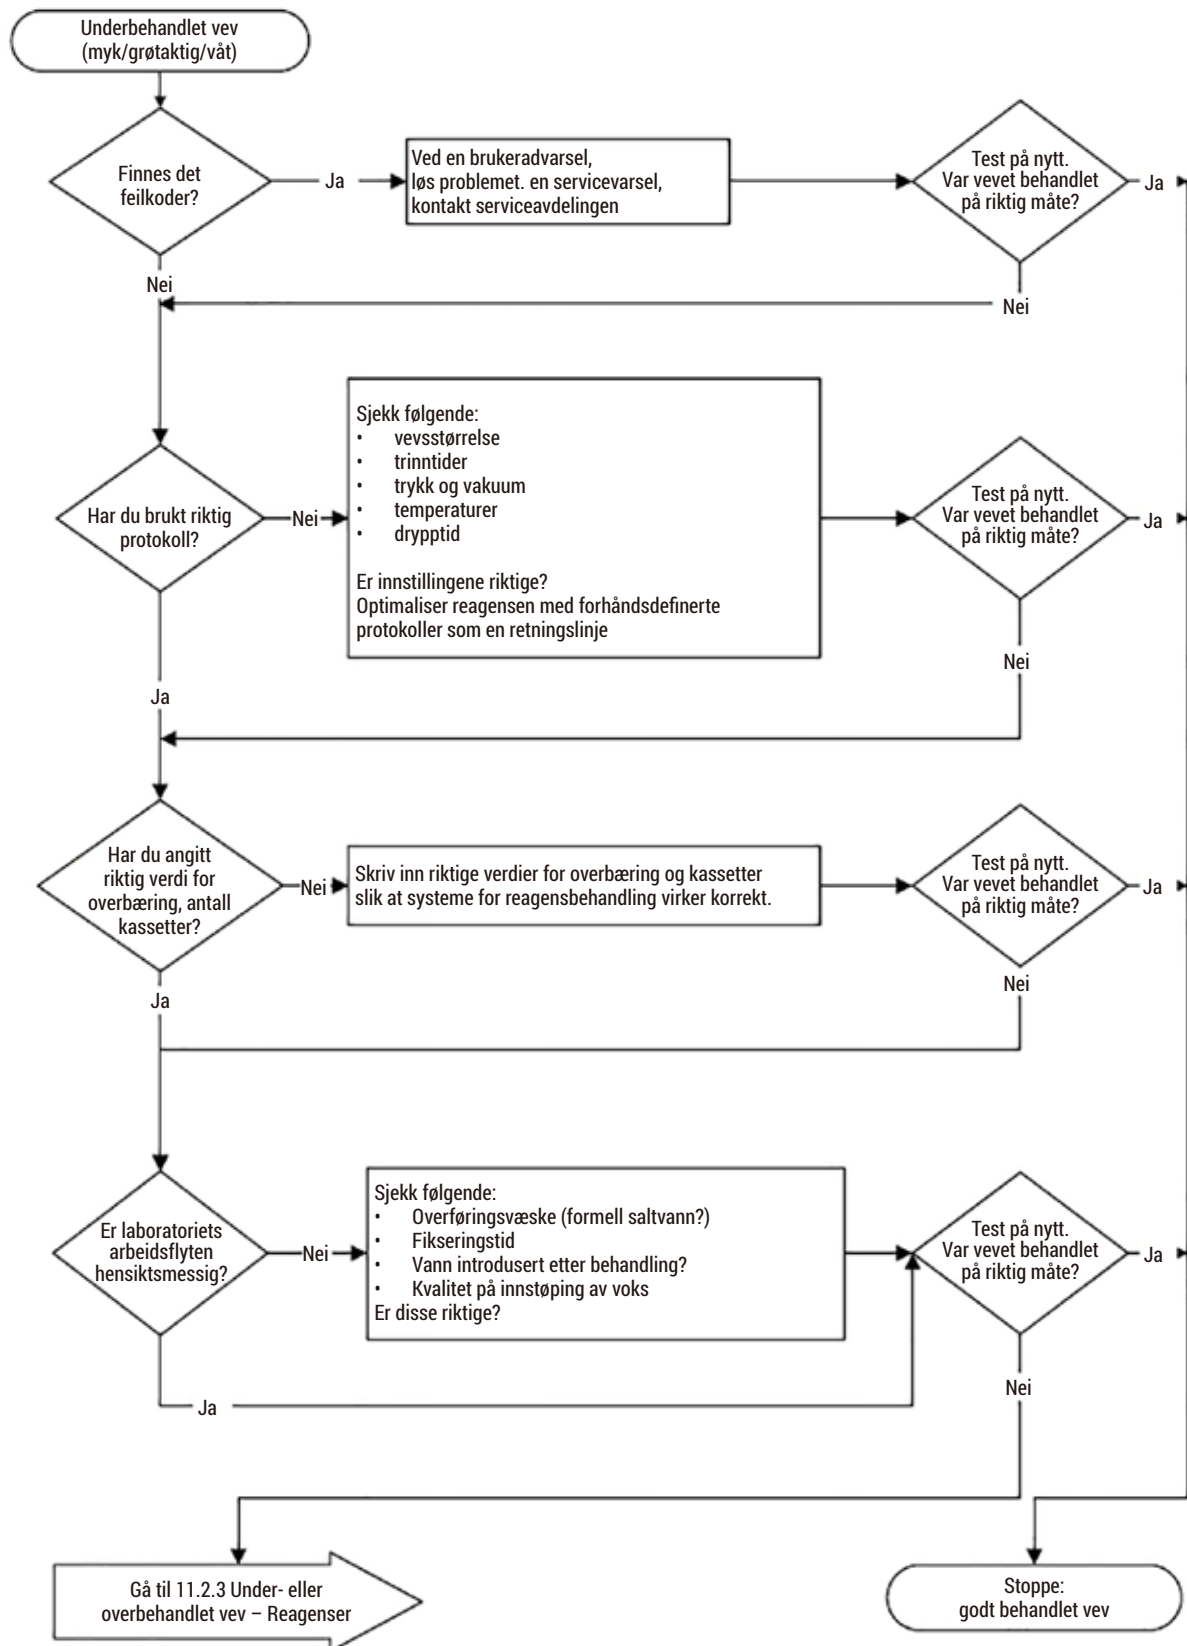 Underbehandlet vev
(myk/grøtaktig/våt)
Finnes det
feilkoder?
Ja
Ved en brukeradvarsel,
løs problemet. en servicevarsel,
kontakt serviceavdelingen
Test på nytt.
Var vevet behandlet
på riktig måte?
Ja
Nei
Nei
Har du brukt riktig
protokoll?
Nei
Sjekk følgende:
• vevsstørrelse
• trinntider
• trykk og vakuum
• temperaturer
• drypptid
Er innstillingene riktige?
Optimaliser reagensen med forhåndsdefinerte
protokoller som en retningslinje
Test på nytt.
Var vevet behandlet
på riktig måte?
Ja
Nei
Ja
Har du angitt
riktig verdi for
overbæring, antall
kassetter?
Nei
Skriv inn riktige verdier for overbæring og kassetter
slik at systeme for reagensbehandling virker korrekt.
Test på nytt.
Var vevet behandlet
på riktig måte?
Ja
Nei
Ja
Er laboratoriets
arbeidsflyten
hensiktsmessig?
Nei
Sjekk følgende:
• Overføringsvæske (formell saltvann?)
• Fikseringstid
• Vann introdusert etter behandling?
• Kvalitet på innstøping av voks
Er disse riktige?
Test på nytt.
Var vevet behandlet
på riktig måte?
Ja
Nei
Ja
Gå til 11.2.3 Under- eller
overbehandlet vev – Reagenser
Stoppe:
godt behandlet vev